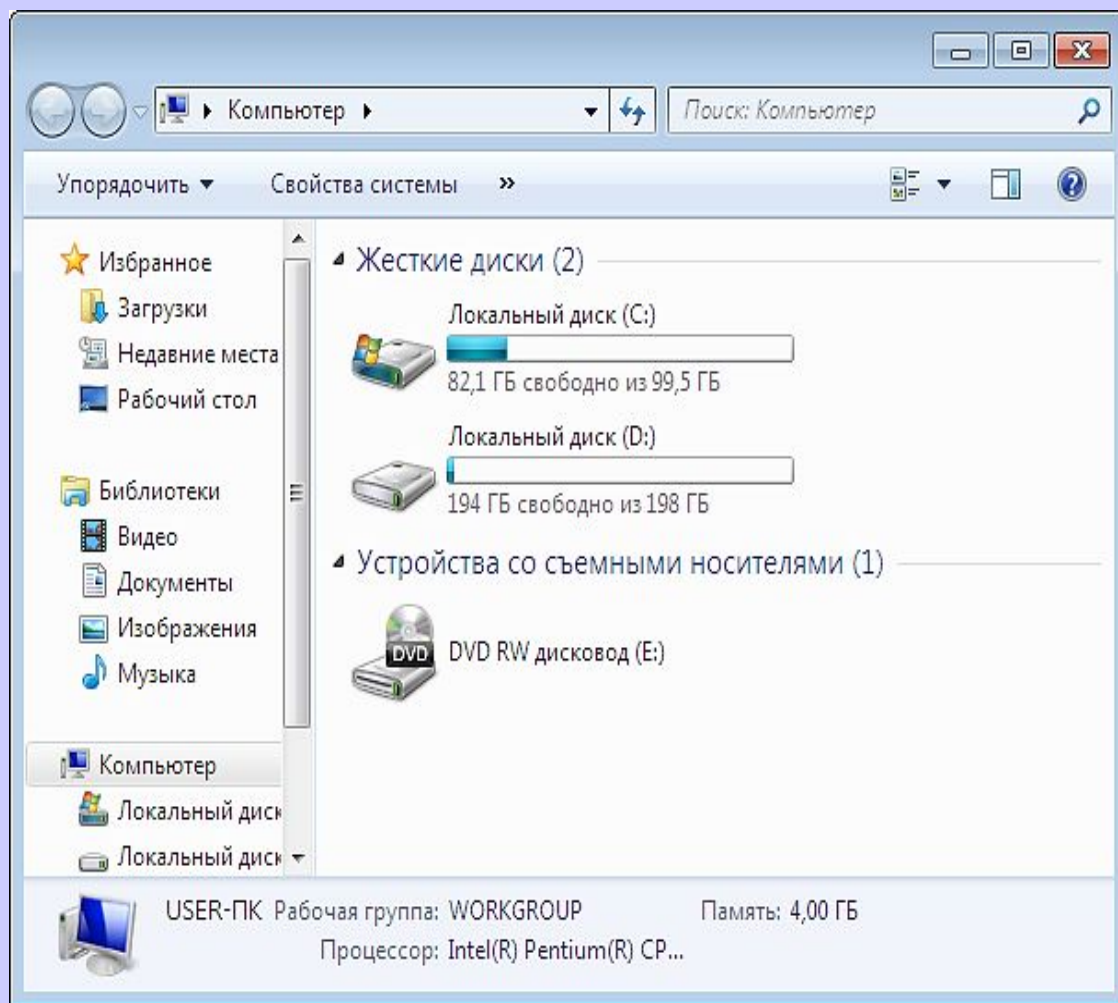 Компьютер
Поиск: Компьютер
Упорядочить
Свойства системы
»
Избранное
Загрузки
Недавние места
Рабочий стол
Библиотеки
Видео
Документы
Изображения
Музыка
Компьютер
Локальный диск
Локальный диск
Жесткие диски (2)
Локальный диск (C:)
82,1 ГБ свободно из 99,5 ГБ
Локальный диск (D:)
194 ГБ свободно из 198 ГБ
Устройства со съемными носителями (1)
DVD
DVD RW дисковод (E:)
USER-ПК Рабочая группа: WORKGROUP Память: 4,00 ГБ
Процессор: Intel(R) Pentium(R) CP...